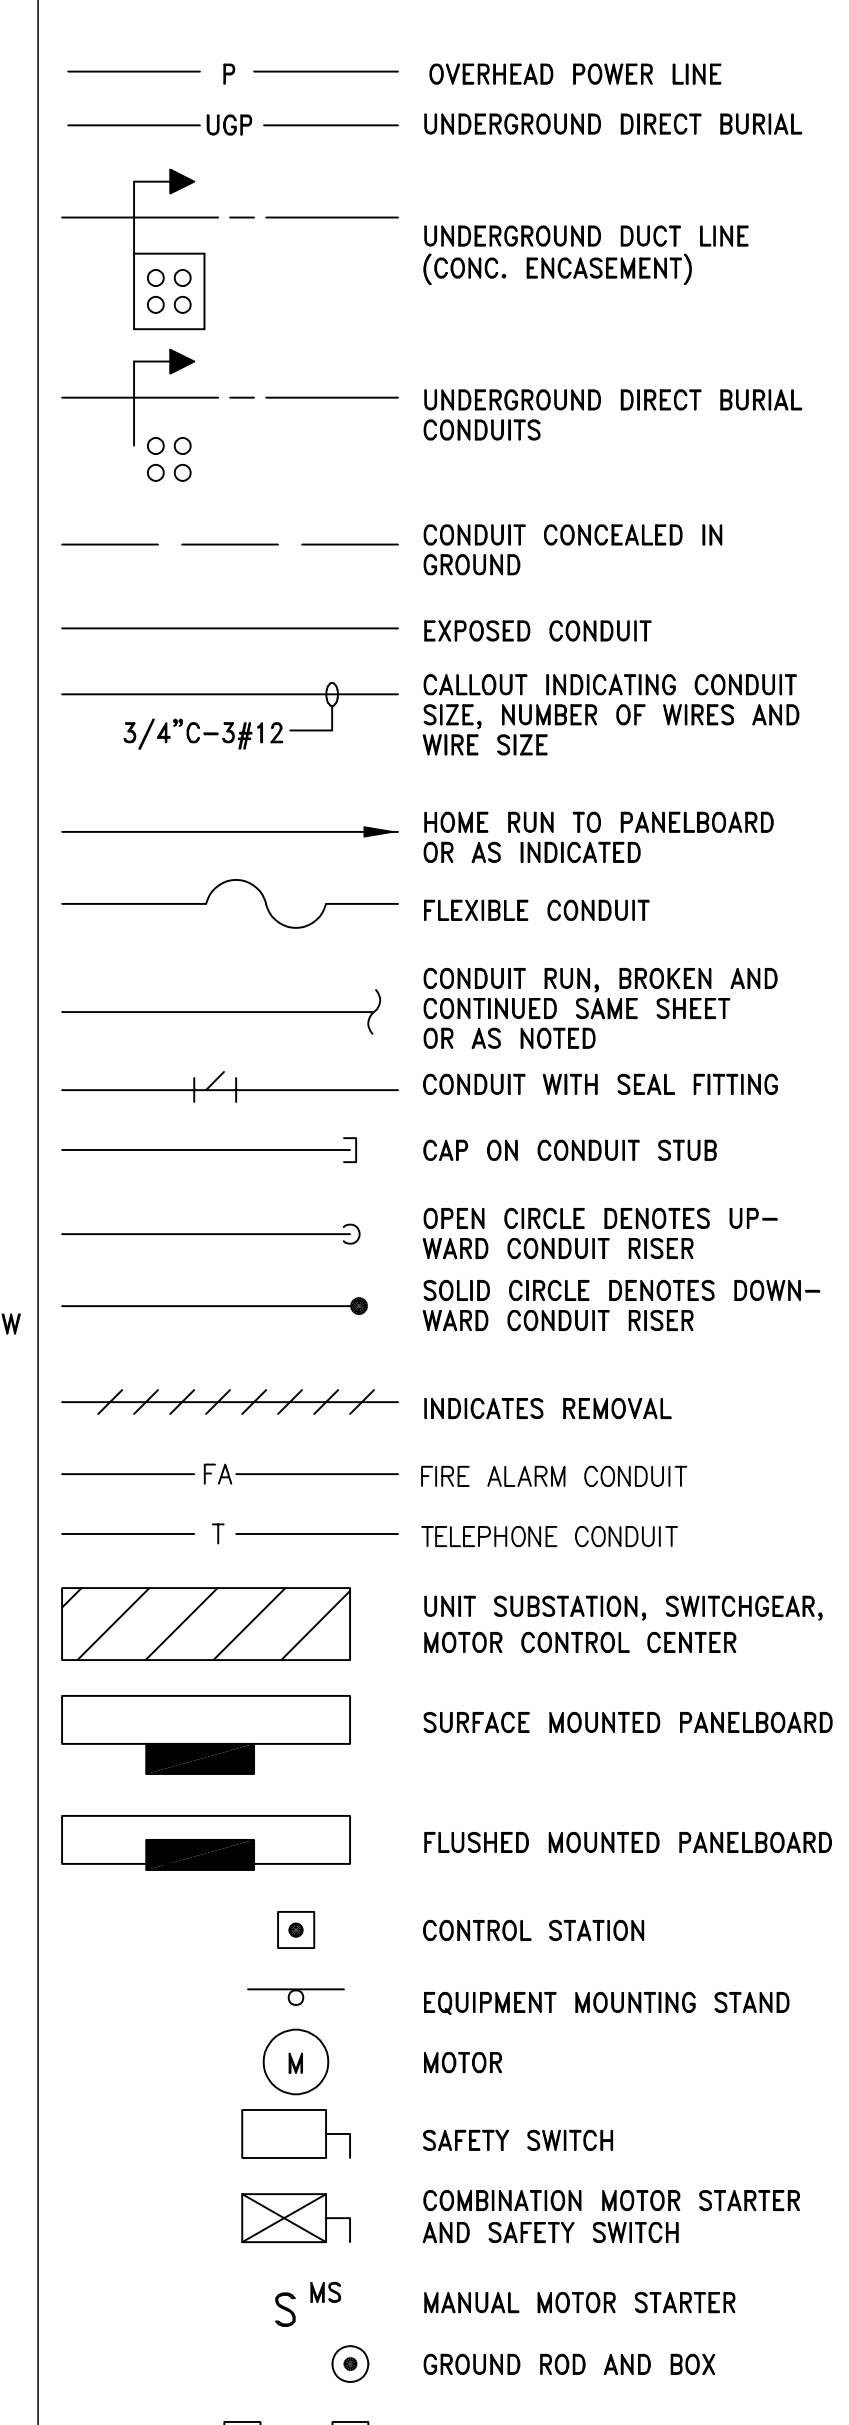 P OVERHEAD POWER LINE
UGP UNDERGROUND DIRECT BURIAL
UNDERGROUND DUCT LINE
(CONC. ENCASEMENT)
UNDERGROUND DIRECT BURIAL
CONDUITS
CONDUIT CONCEALED IN
GROUND
EXPOSED CONDUIT
CALLOUT INDICATING CONDUIT
SIZE, NUMBER OF WIRES AND
3/4"C-3#12 WIRE SIZE
HOME RUN TO PANELBOARD
OR AS INDICATED
FLEXIBLE CONDUIT
CONDUIT RUN, BROKEN AND
CONTINUED SAME SHEET
OR AS NOTED
CONDUIT WITH SEAL FITTING
CAP ON CONDUIT STUB
OPEN CIRCLE DENOTES UP-
WARD CONDUIT RISER
SOLID CIRCLE DENOTES DOWN-
W WARD CONDUIT RISER
INDICATES REMOVAL
FA FIRE ALARM CONDUIT
T TELEPHONE CONDUIT
UNIT SUBSTATION, SWITCHGEAR,
MOTOR CONTROL CENTER
SURFACE MOUNTED PANELBOARD
FLUSHED MOUNTED PANELBOARD
CONTROL STATION
EQUIPMENT MOUNTING STAND
M MOTOR
SAFETY SWITCH
COMBINATION MOTOR STARTER
AND SAFETY SWITCH
S MS MANUAL MOTOR STARTER
GROUND ROD AND BOX